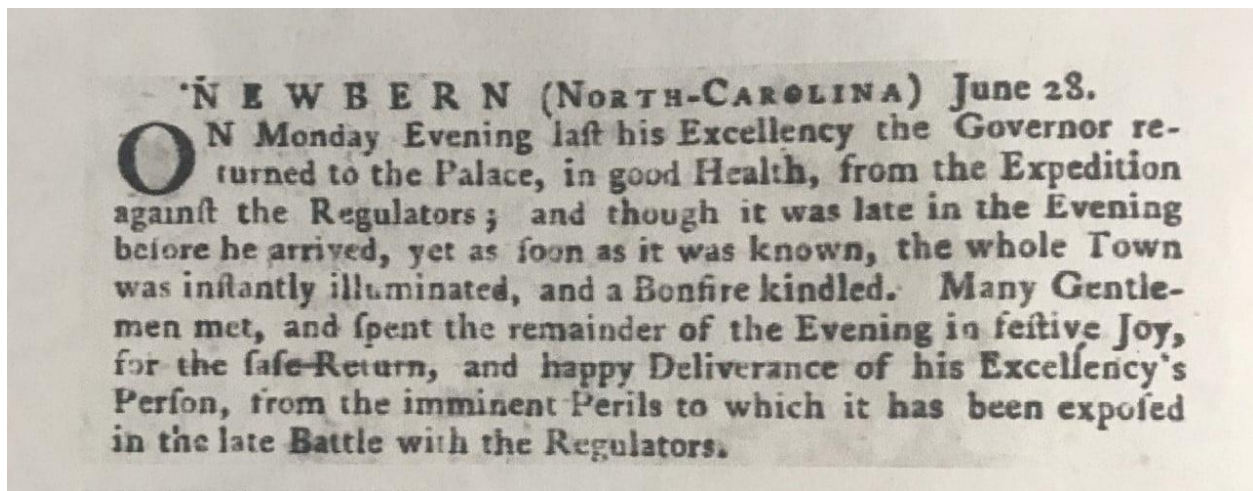 NEWBERN (NORTH-CAROLINA) June 28.
ON Monday Evening laſt his Excellency the Governor re-
turned to the Palace, in good Health, from the Expedition
againſt the Regulators; and though it was late in the Evening
before he arrived, yet as ſoon as it was known, the whole Town
was inſtantly illuminated, and a Bonfire kindled. Many Gentle-
men met, and ſpent the remainder of the Evening in feſtive Joy,
for the ſafe Return, and happy Deliverance of his Excellency's
Perſon, from the imminent Perils to which it has been expoſed
in the late Battle with the Regulators.